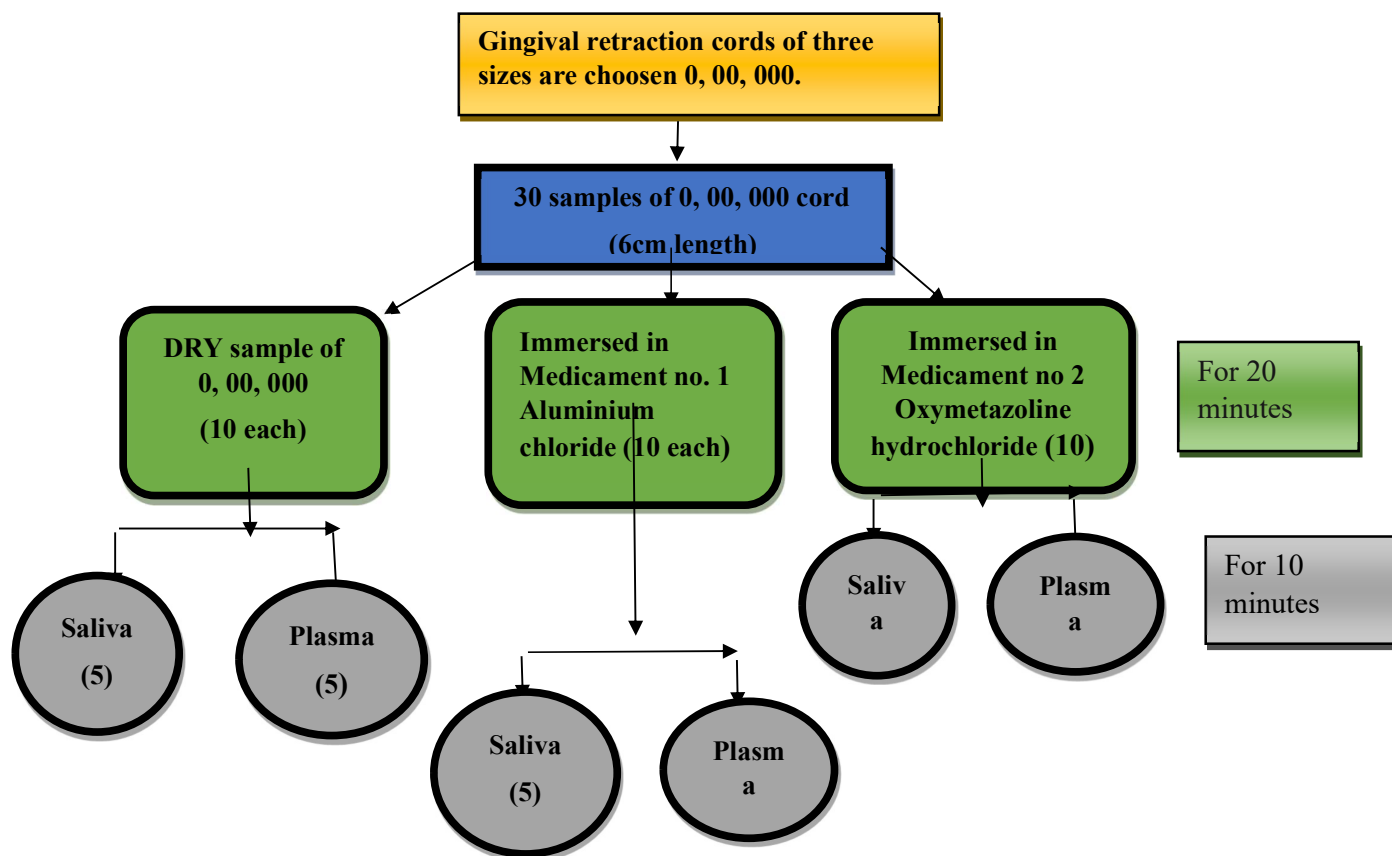 Gingival retraction cords of three
sizes are choosen 0, 00, 000.
30 samples of 0, 00, 000 cord
(6cm length)
DRY sample of
0, 00, 000
(10 each)
Immersed in
Medicament no. 1
Aluminium
chloride (10 each)
Immersed in
Medicament no 2
Oxymetazoline
hydrochloride (10)
For 20
minutes
Saliva
(5)
Plasma
(5)
Saliva
(5)
Plasm
a
Saliv
a
Plasm
a
For 10
minutes